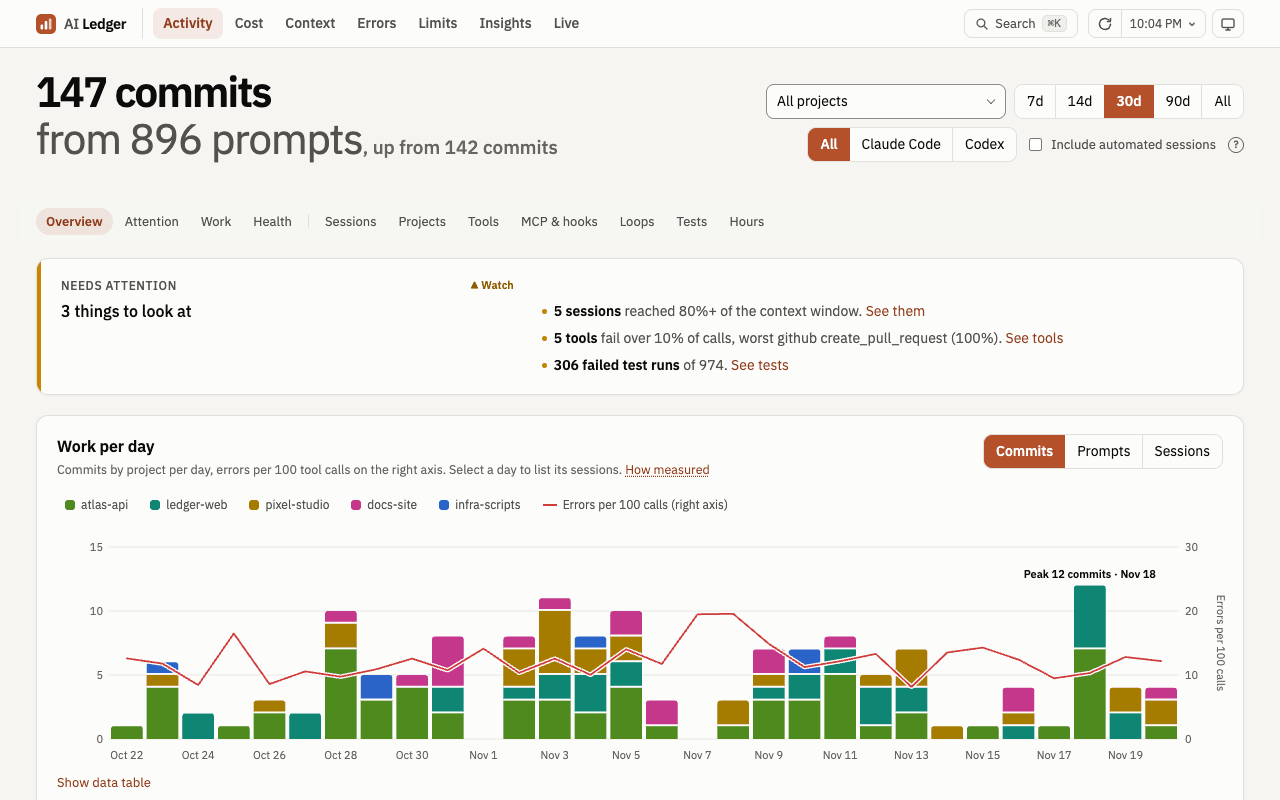 AI Ledger
Activity Cost Context Errors Limits Insights Live
Search ⌘K
10:04 PM
147 commits
from 896 prompts, up from 142 commits
All projects
7d 14d 30d 90d All
All Claude Code Codex
Include automated sessions ?
Overview Attention Work Health Sessions Projects Tools MCP & hooks Loops Tests Hours
NEEDS ATTENTION
3 things to look at
Watch
5 sessions reached 80%+ of the context window. See them
5 tools fail over 10% of calls, worst github create_pull_request (100%). See tools
306 failed test runs of 974. See tests
Work per day
Commits by project per day, errors per 100 tool calls on the right axis. Select a day to list its sessions. How measured
Commits Prompts Sessions
atlas-api ledger-web pixel-studio docs-site infra-scripts Errors per 100 calls (right axis)
15 30
Peak 12 commits · Nov 18
10 20
5 10
0 0
Errors per 100 calls
Oct 22 Oct 24 Oct 26 Oct 28 Oct 30 Nov 1 Nov 3 Nov 5 Nov 7 Nov 9 Nov 11 Nov 13 Nov 15 Nov 17 Nov 19
Show data table